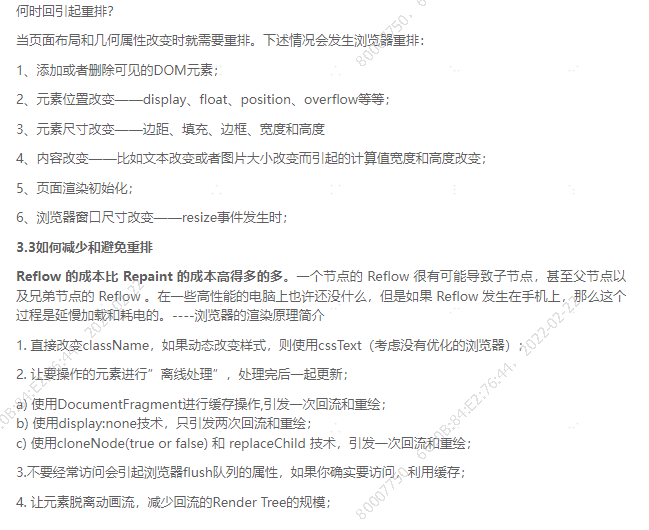 何时回引起重排?
当页面布局和几何属性改变时就需要重排。下述情况会发生浏览器重排：
1、添加或者删除可见的DOM元素；
2、元素位置改变——display、float、position、overflow等等；
3、元素尺寸改变——边距、填充、边框、宽度和高度
4、内容改变——比如文本改变或者图片大小改变而引起的计算值宽度和高度改变；
5、页面渲染初始化；
6、浏览器窗口尺寸改变——resize事件发生时；
3.3如何减少和避免重排
Reflow 的成本比 Repaint 的成本高得多的多。一个节点的 Reflow 很有可能导致子节点，甚至父节点以
及兄弟节点的 Reflow 。在一些高性能的电脑上也许还没什么，但是如果 Reflow 发生在手机上，那么这个
过程是延慢加载和耗电的。----浏览器的渲染原理简介
1. 直接改变className，如果动态改变样式，则使用cssText（考虑没有优化的浏览器）；
2. 让要操作的元素进行”离线处理”，处理完后一起更新；
a) 使用DocumentFragment进行缓存操作,引发一次回流和重绘；
b) 使用display:none技术，只引发两次回流和重绘；
c) 使用cloneNode(true or false) 和 replaceChild 技术，引发一次回流和重绘；
3.不要经常访问会引起浏览器flush队列的属性，如果你确实要访问，利用缓存；
4. 让元素脱离动画流，减少回流的Render Tree的规模；